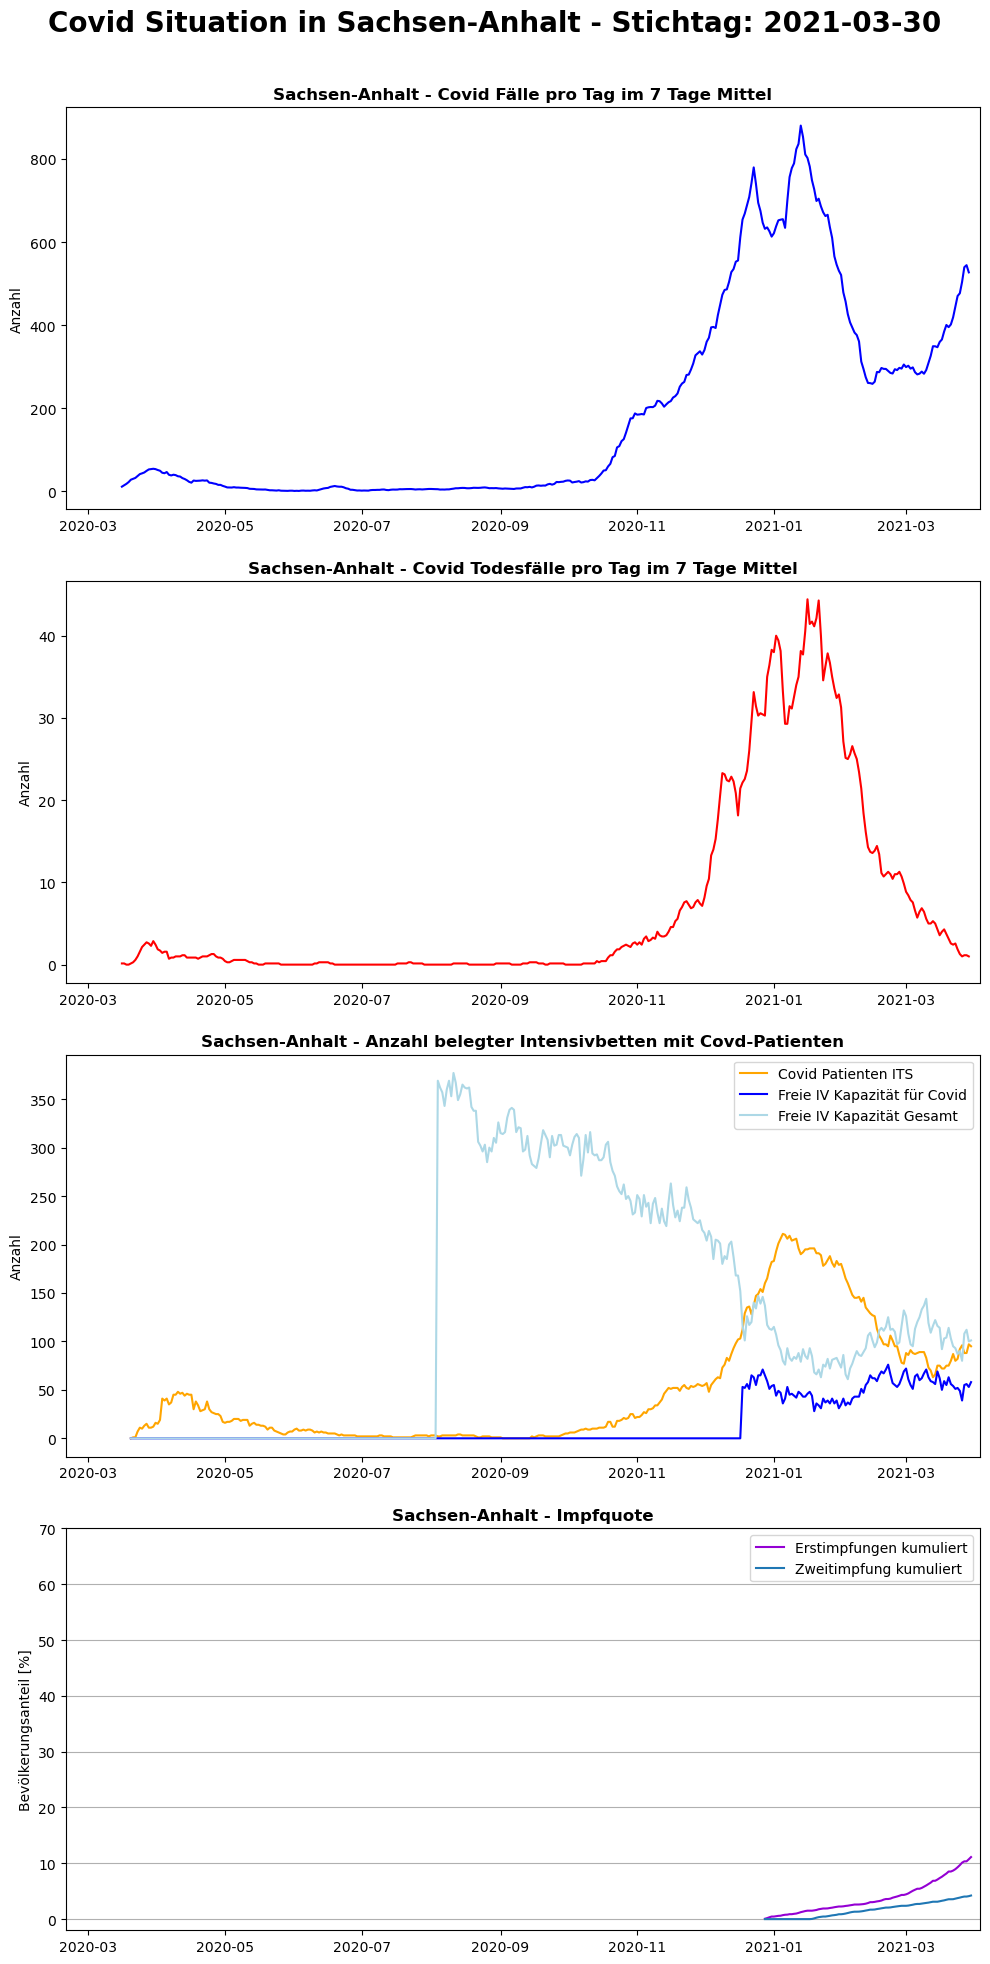 Covid Situation in Sachsen-Anhalt - Stichtag: 2021-03-30
Sachsen-Anhalt - Covid Fälle pro Tag im 7 Tage Mittel
Anzahl
800
600
400
200
0
2020-03 2020-05 2020-07 2020-09 2020-11 2021-01 2021-03
Sachsen-Anhalt - Covid Todesfälle pro Tag im 7 Tage Mittel
Anzahl
40
30
20
10
0
2020-03 2020-05 2020-07 2020-09 2020-11 2021-01 2021-03
Sachsen-Anhalt - Anzahl belegter Intensivbetten mit Covd-Patienten
Covid Patienten ITS
Freie IV Kapazität für Covid
Freie IV Kapazität Gesamt
Anzahl
350
300
250
200
150
100
50
0
2020-03 2020-05 2020-07 2020-09 2020-11 2021-01 2021-03
Sachsen-Anhalt - Impfquote
Erstimpfungen kumuliert
Zweitimpfung kumuliert
Bevölkerungsanteil [%]
70
60
50
40
30
20
10
0
2020-03 2020-05 2020-07 2020-09 2020-11 2021-01 2021-03